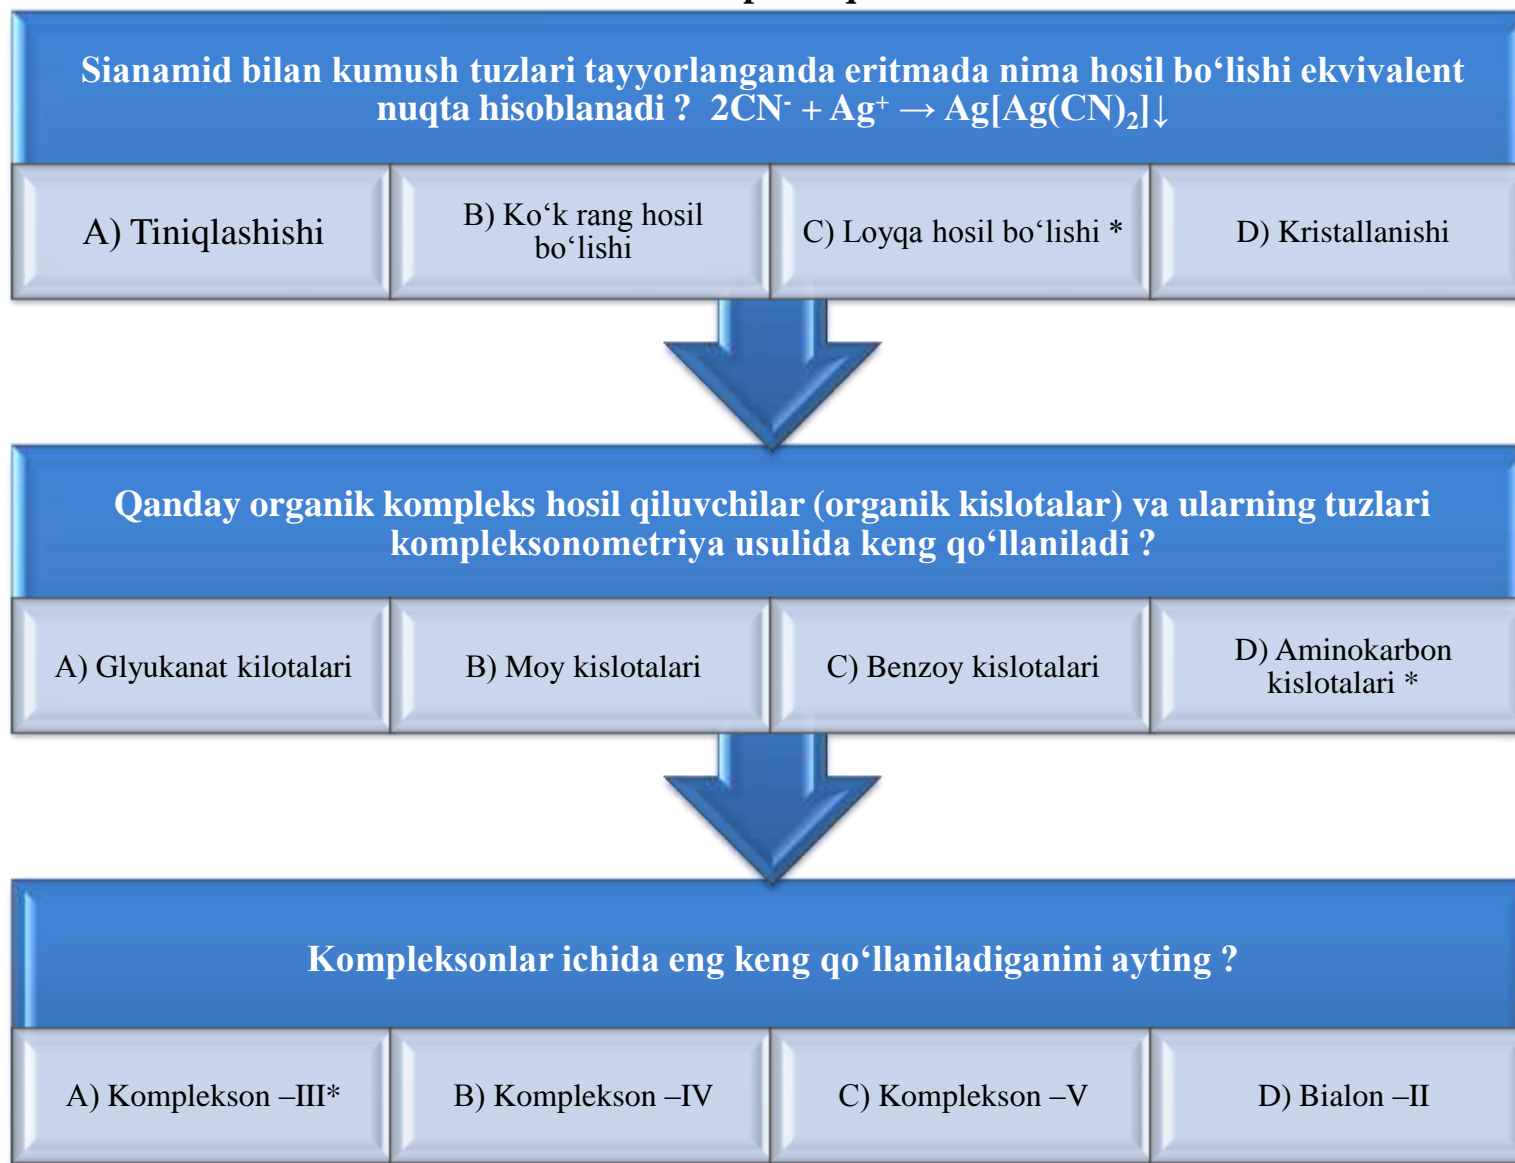 Sianamid bilan kumush tuzlari tayyorlanganda eritmada nima hosil bo‘lishi ekvivalent
nuqta hisoblanadi ? 2CN⁻ + Ag⁺ → Ag[Ag(CN)₂]↓
A) Tiniqlashishi
B) Ko‘k rang hosil
bo‘lishi
C) Loyqa hosil bo‘lishi *
D) Kristallanishi
Qanday organik kompleks hosil qiluvchilar (organik kislotalar) va ularning tuzlari
kompleksonometriya usulida keng qo‘llaniladi ?
A) Glyukanat kilotalari
B) Moy kislotalari
C) Benzoy kislotalari
D) Aminokarbon
kislotalari *
Kompleksonlar ichida eng keng qo‘llaniladiganini ayting ?
A) Komplekson –III*
B) Komplekson –IV
C) Komplekson –V
D) Bialon –II